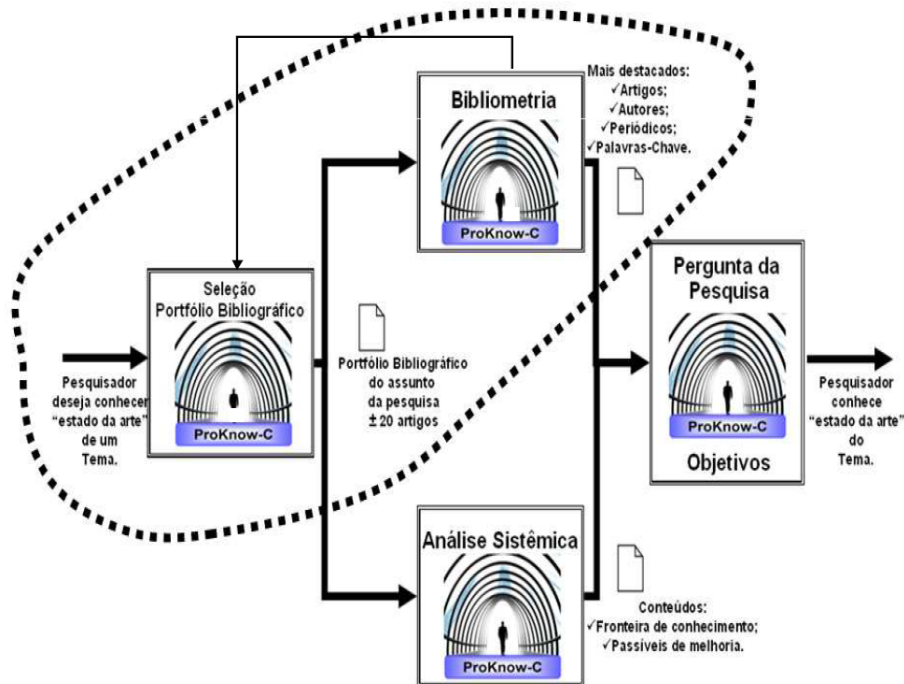 Bibliometria
ProKnow-C
Mais destacados:
✓Artigos;
✓Autores;
✓Periódicos;
✓Palavras-Chave.
Seleção
Portfólio Bibliográfico
ProKnow-C
Pesquisador
deseja conhecer
“estado da arte”
de um
Tema.
Portfólio Bibliográfico
do assunto
da pesquisa
±20 artigos
Análise Sistêmica
ProKnow-C
Conteúdos:
✓Fronteira de conhecimento;
✓Passíveis de melhoria.
Pergunta da
Pesquisa
ProKnow-C
Objetivos
Pesquisador
conhece
“estado da arte”
do
Tema.